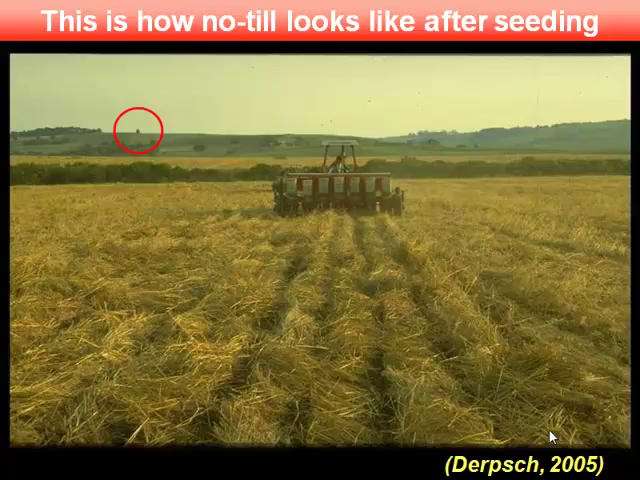 This is how no-till looks like after seeding
(Derpsch, 2005)